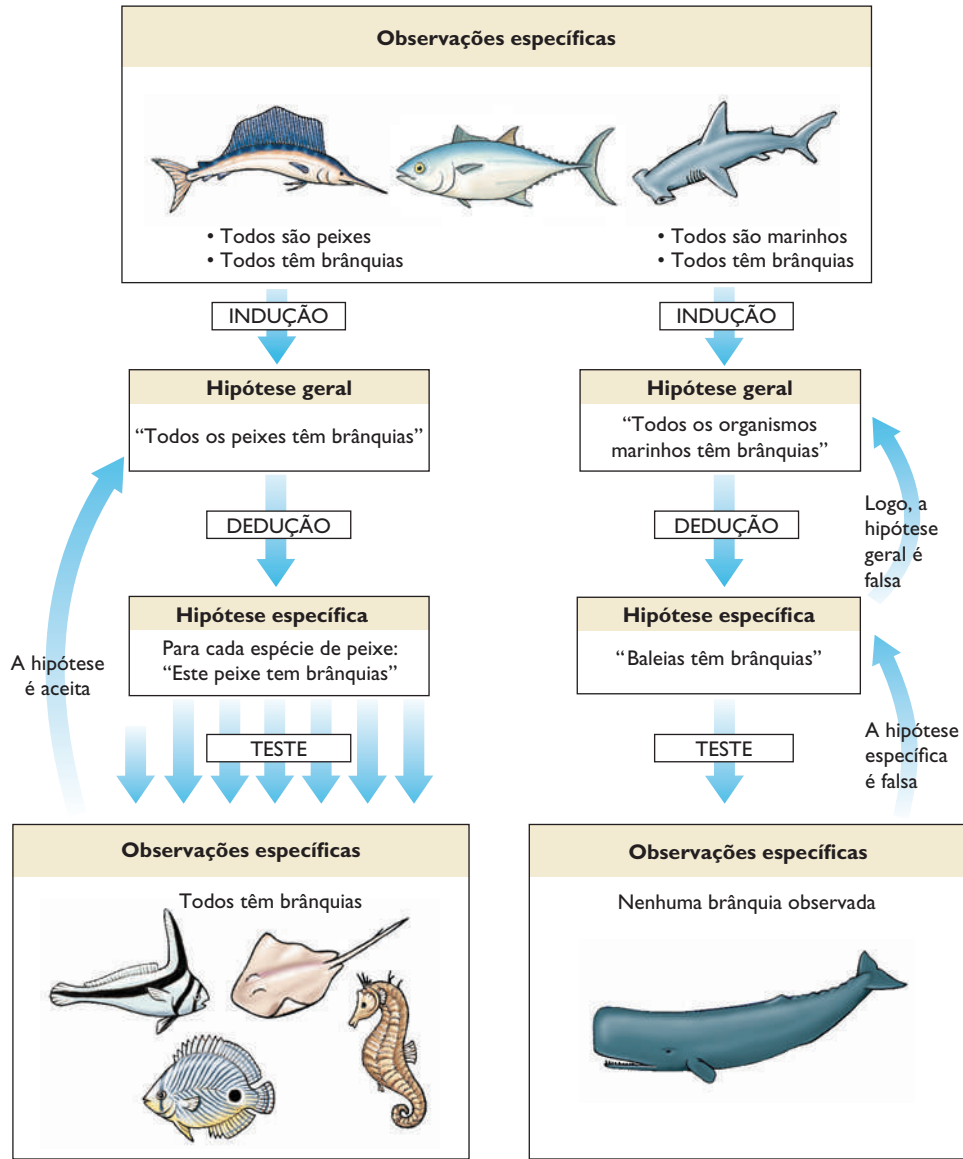 Observações específicas
• Todos são peixes
• Todos têm brânquias
• Todos são marinhos
• Todos têm brânquias
INDUÇÃO
Hipótese geral
“Todos os peixes têm brânquias”
DEDUÇÃO
Hipótese específica
Para cada espécie de peixe:
“Este peixe tem brânquias”
A hipótese
é aceita
TESTE
Observações específicas
Todos têm brânquias
INDUÇÃO
Hipótese geral
“Todos os organismos
marinhos têm brânquias”
DEDUÇÃO
Logo, a
hipótese
geral é
falsa
Hipótese específica
“Baleias têm brânquias”
TESTE
A hipótese
específica
é falsa
Observações específicas
Nenhuma brânquia observada